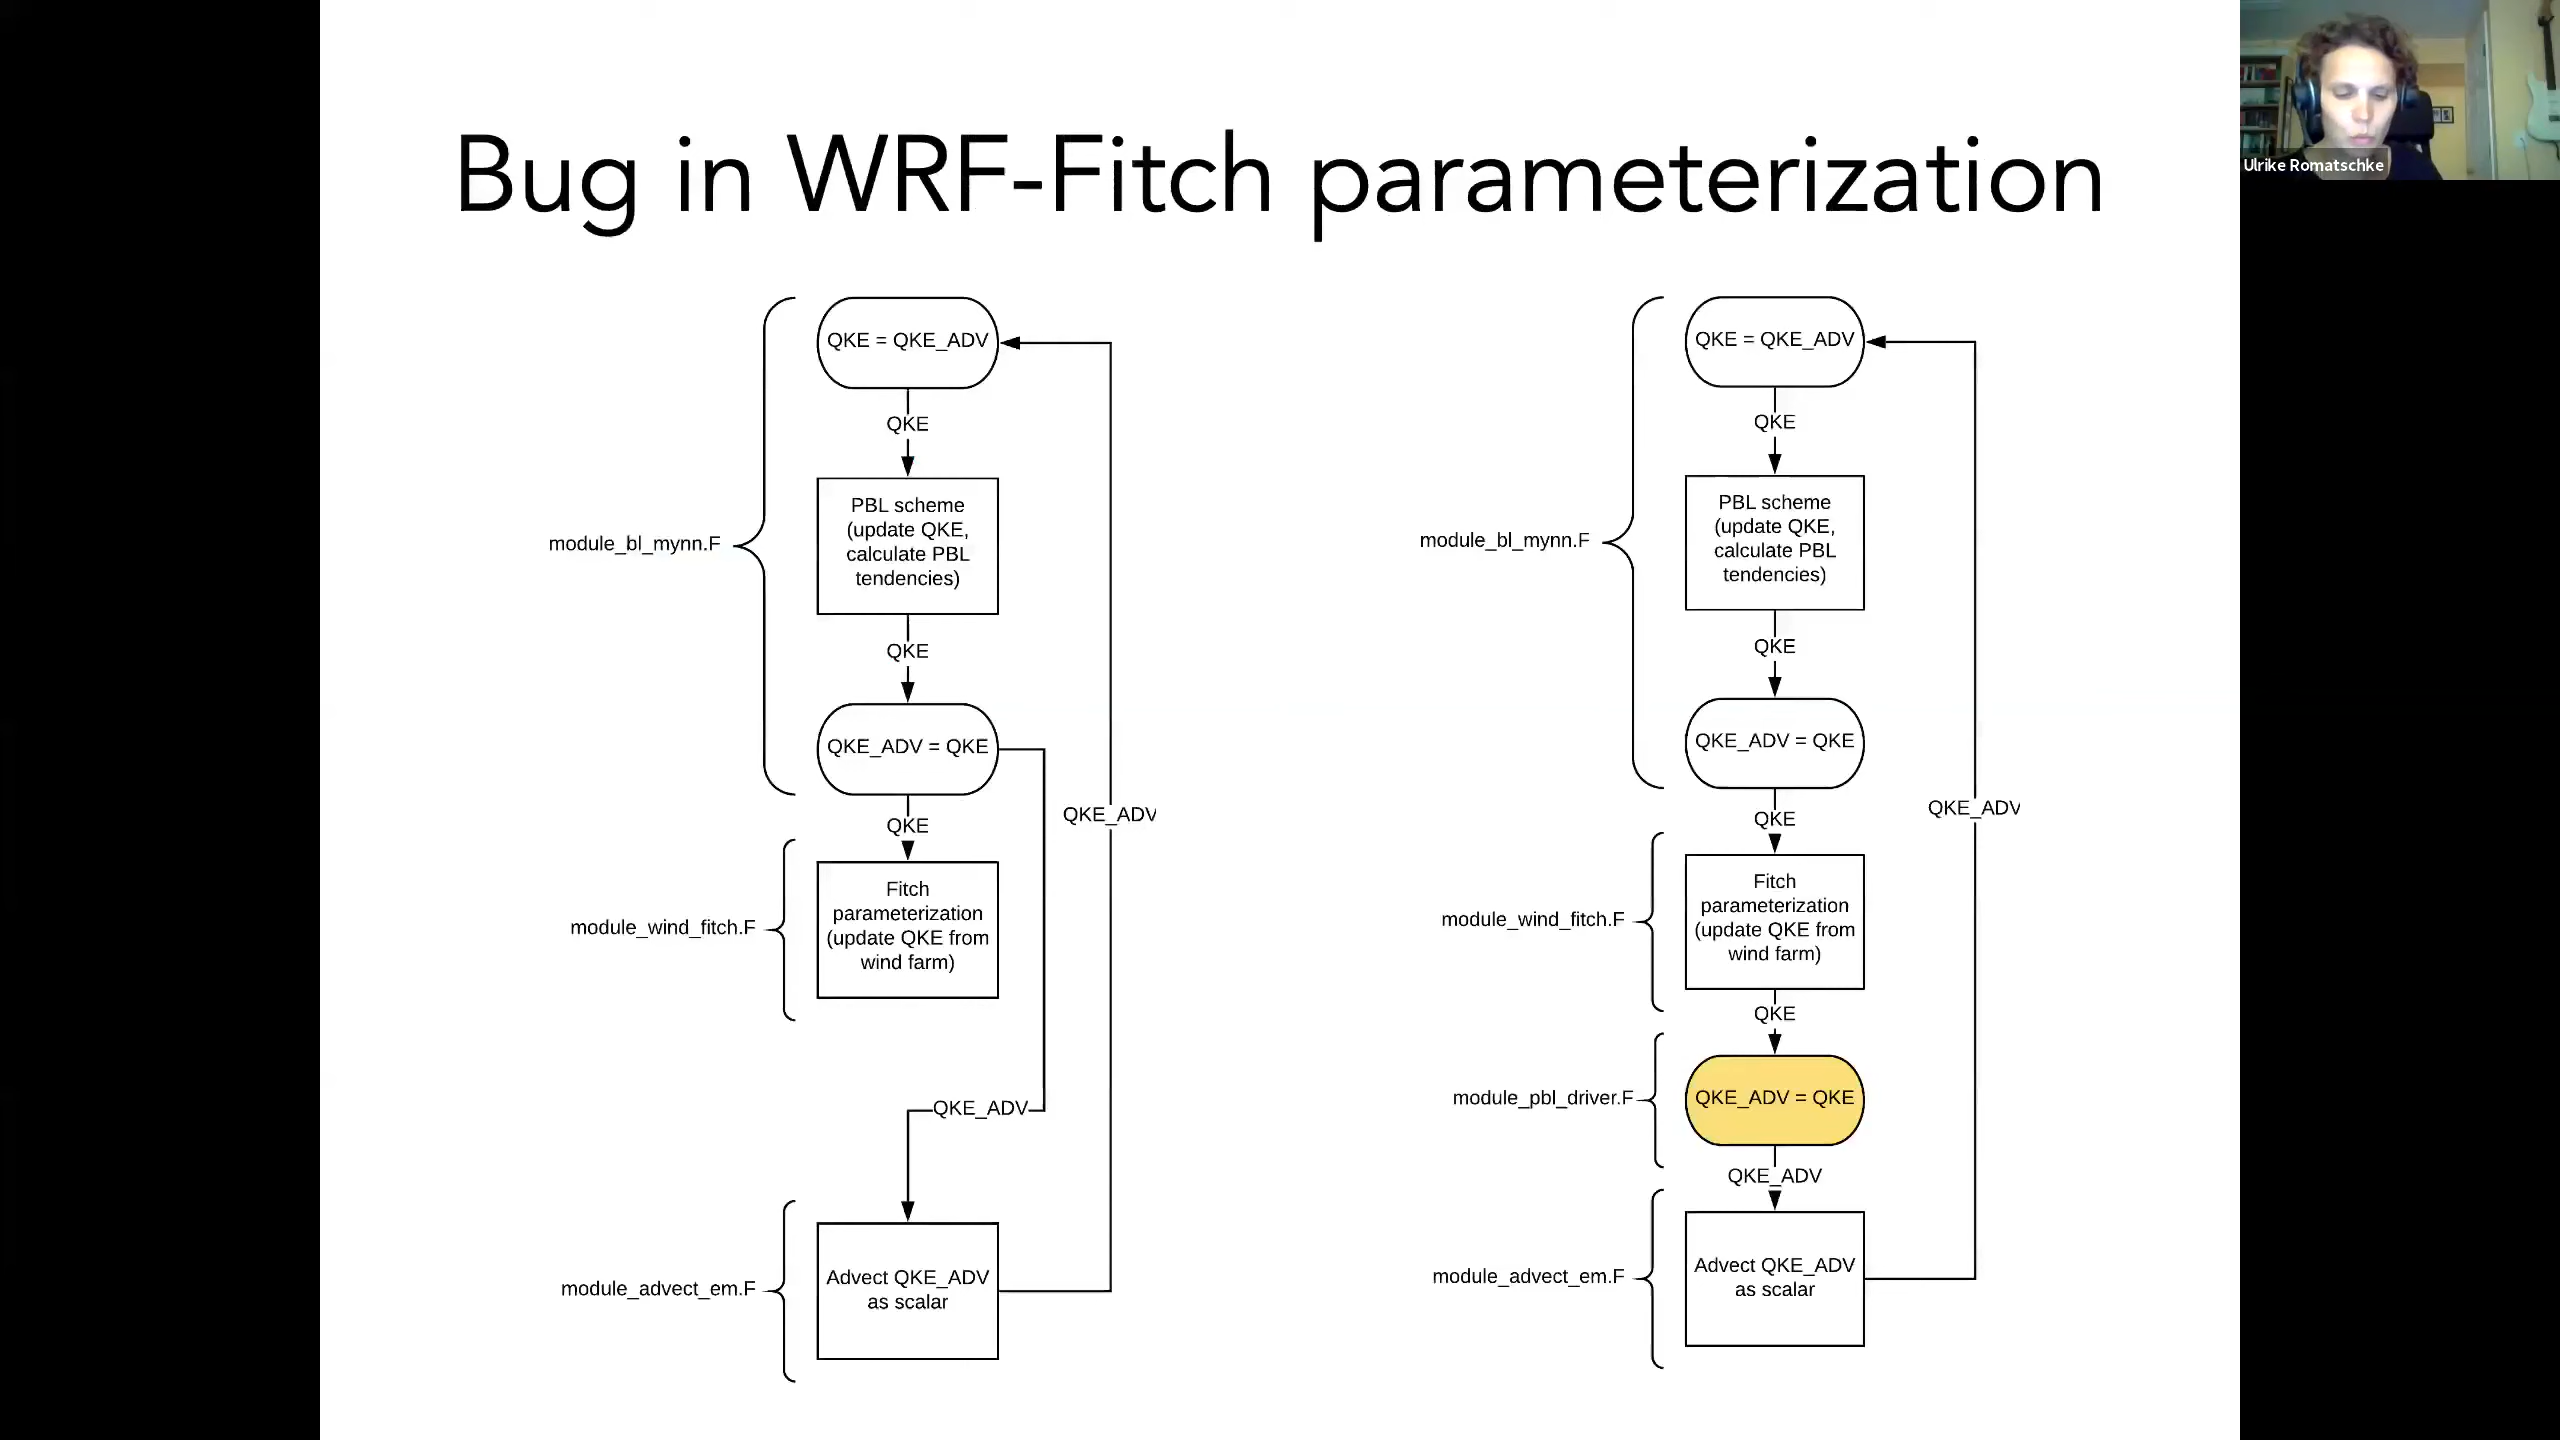 Ulrike Romatschke
Bug in WRF-Fitch parameterization
QKE = QKE_ADV
QKE
PBL scheme
(update QKE,
calculate PBL
tendencies)
module_bl_mynn.F
QKE
QKE_ADV = QKE
QKE_ADV
QKE
Fitch
parameterization
(update QKE from
wind farm)
module_wind_fitch.F
QKE_ADV
Advect QKE_ADV
as scalar
module_advect_em.F
QKE = QKE_ADV
QKE
PBL scheme
(update QKE,
calculate PBL
tendencies)
module_bl_mynn.F
QKE
QKE_ADV = QKE
QKE_ADV
QKE
Fitch
parameterization
(update QKE from
wind farm)
module_wind_fitch.F
QKE
QKE_ADV = QKE
module_pbl_driver.F
QKE_ADV
Advect QKE_ADV
as scalar
module_advect_em.F